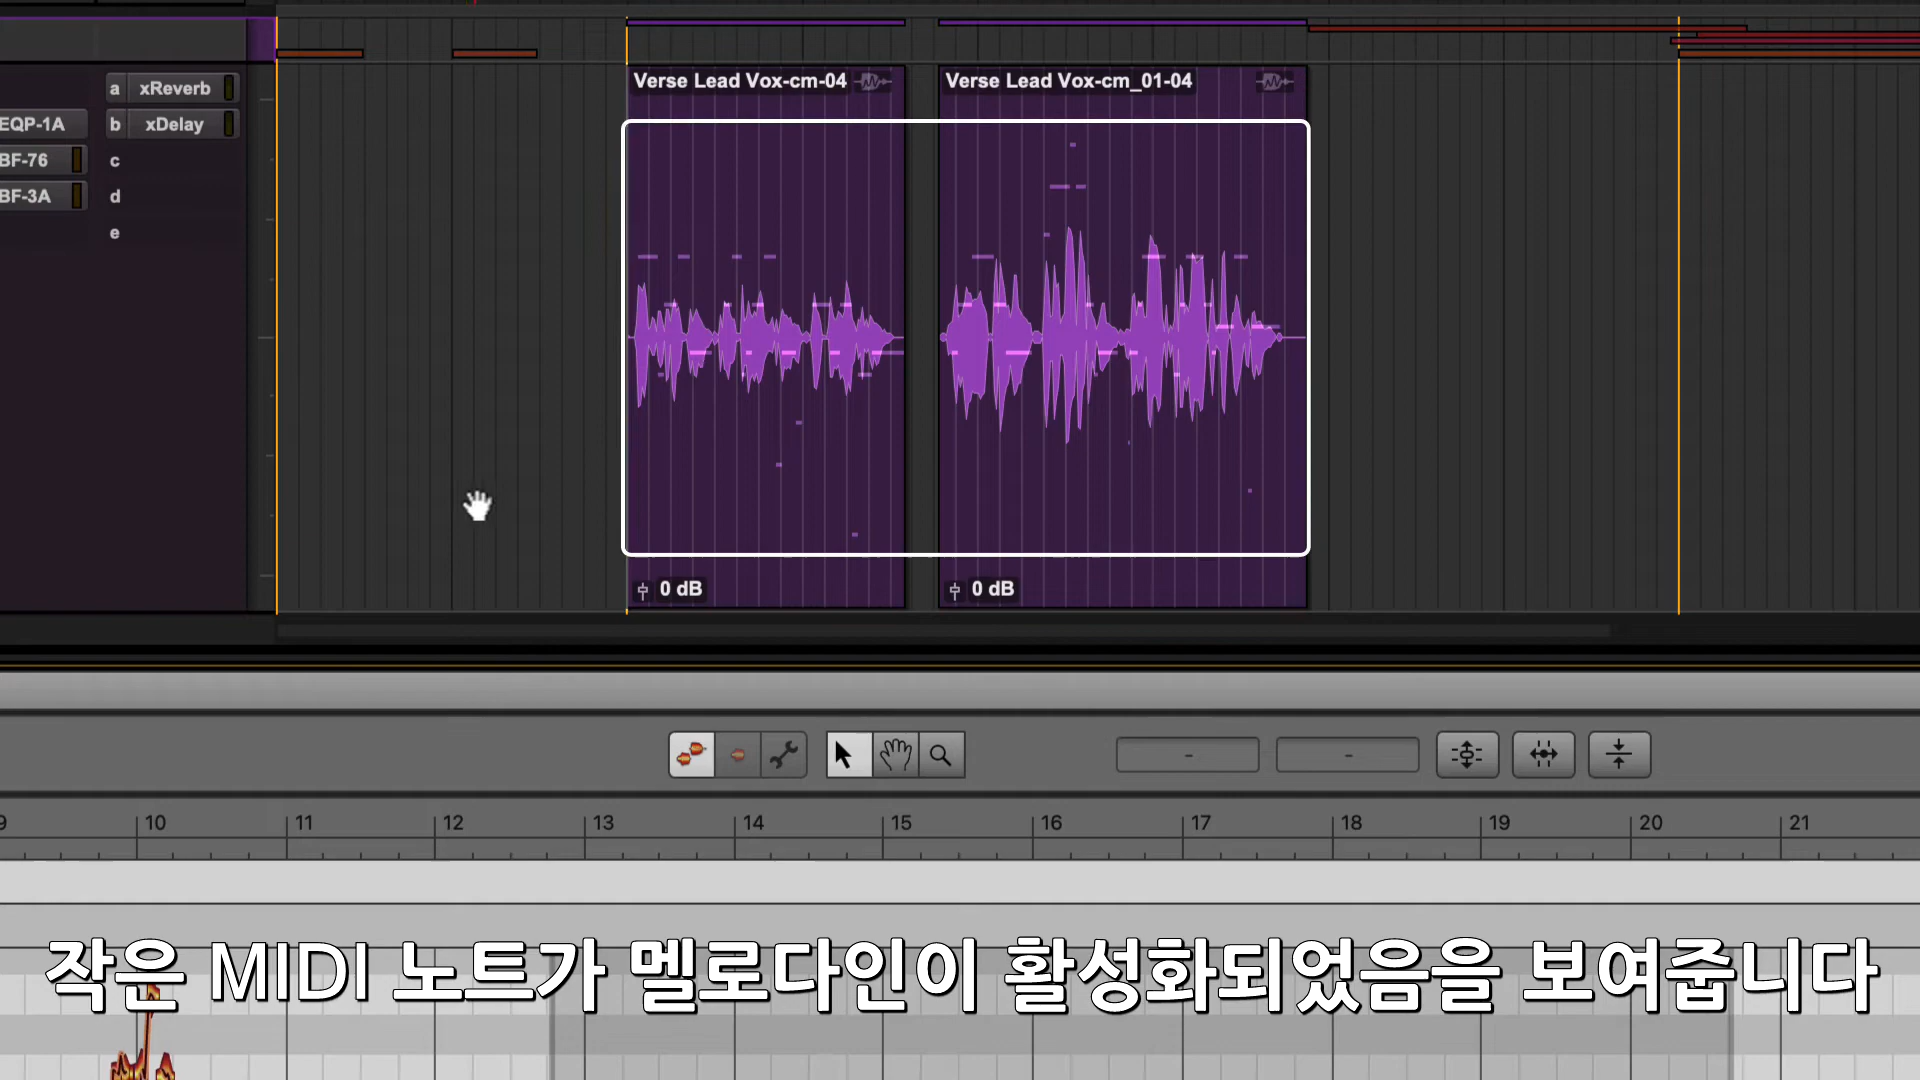 a xReverb
EQP-1A b xDelay
BF-76 c
BF-3A d
e
Verse Lead Vox-cm-04
Verse Lead Vox-cm_01-04
0 dB
0 dB
- -
9 10 11 12 13 14 15 16 17 18 19 20 21
작은 MIDI 노트가 멜로다인이 활성화되었음을 보여줍니다